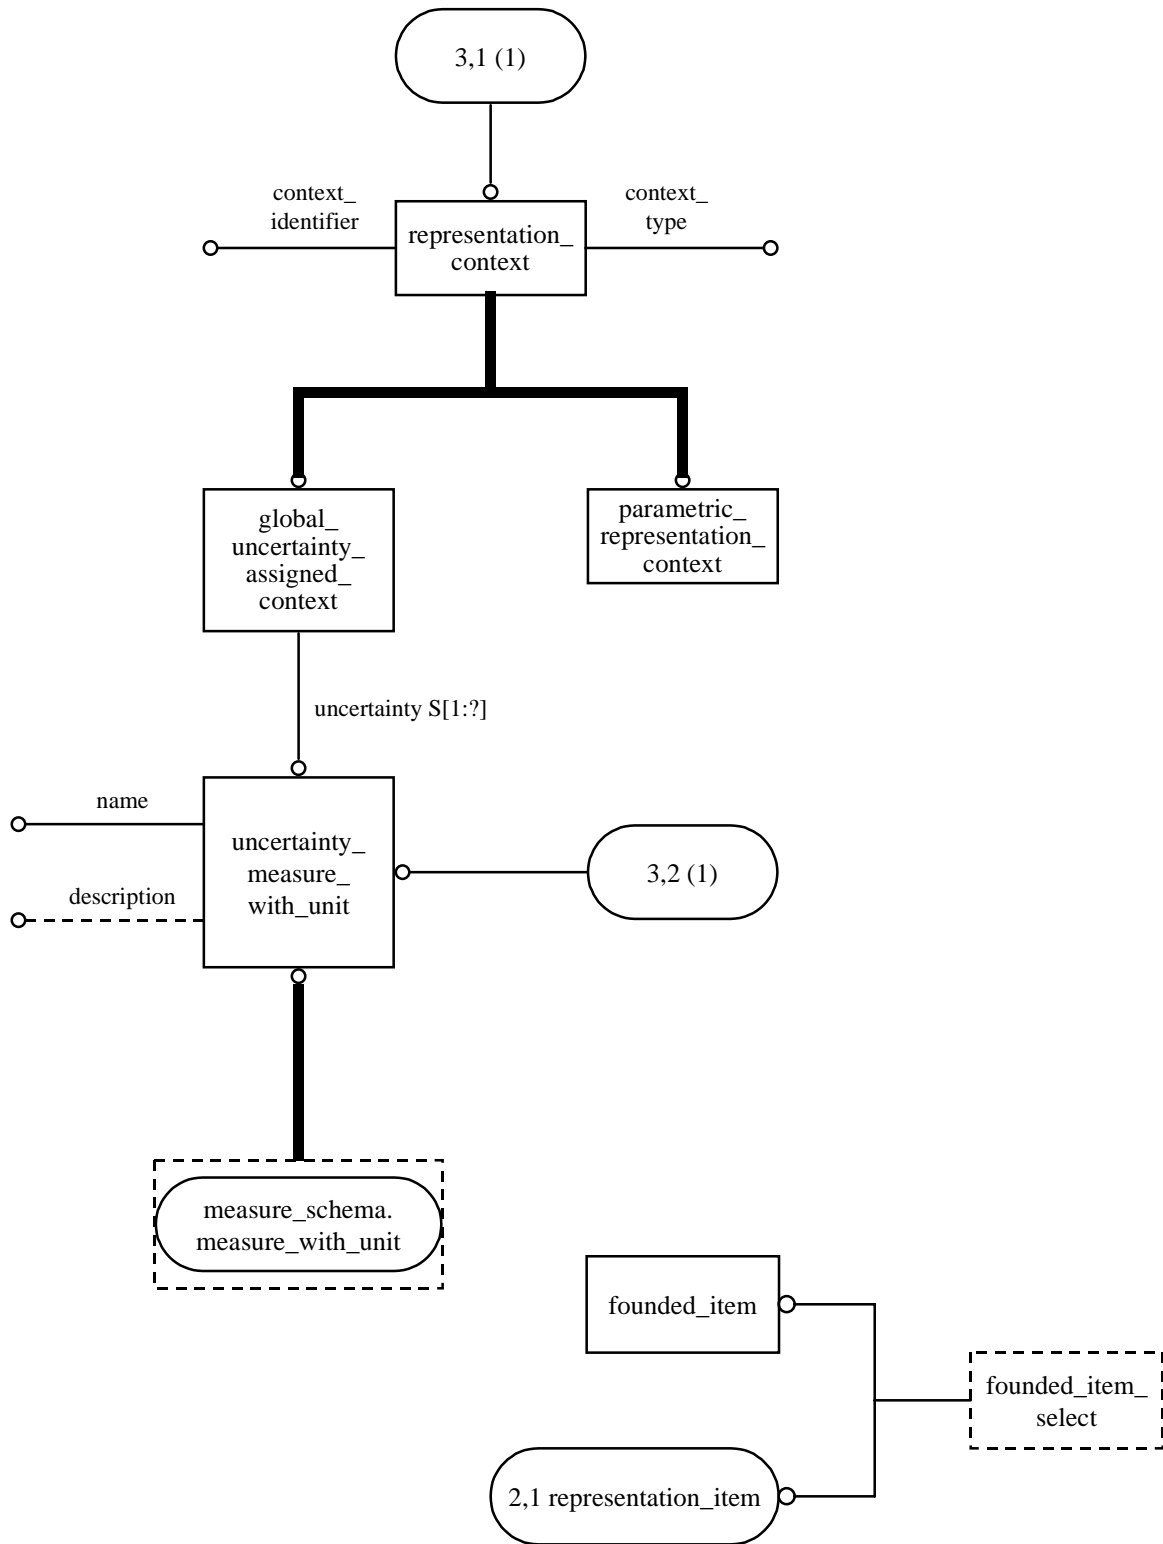 3,1 (1)
context_
identifier
context_
type
representation_
context
global_
uncertainty_
assigned_
context
parametric_
representation_
context
uncertainty S[1:?]
name
description
uncertainty_
measure_
with_unit
3,2 (1)
measure_schema.
measure_with_unit
founded_item
founded_item_
select
2,1 representation_item